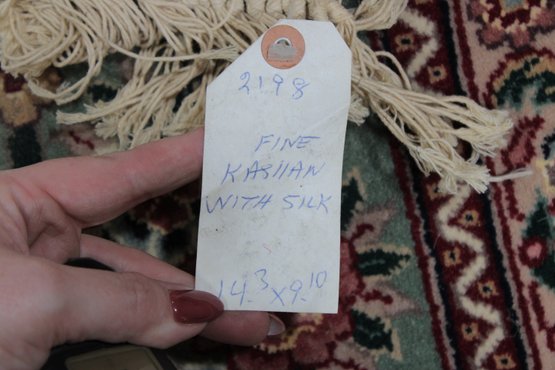 2198
FINE
KASHAN
WITH SILK
14.3 x 9.10